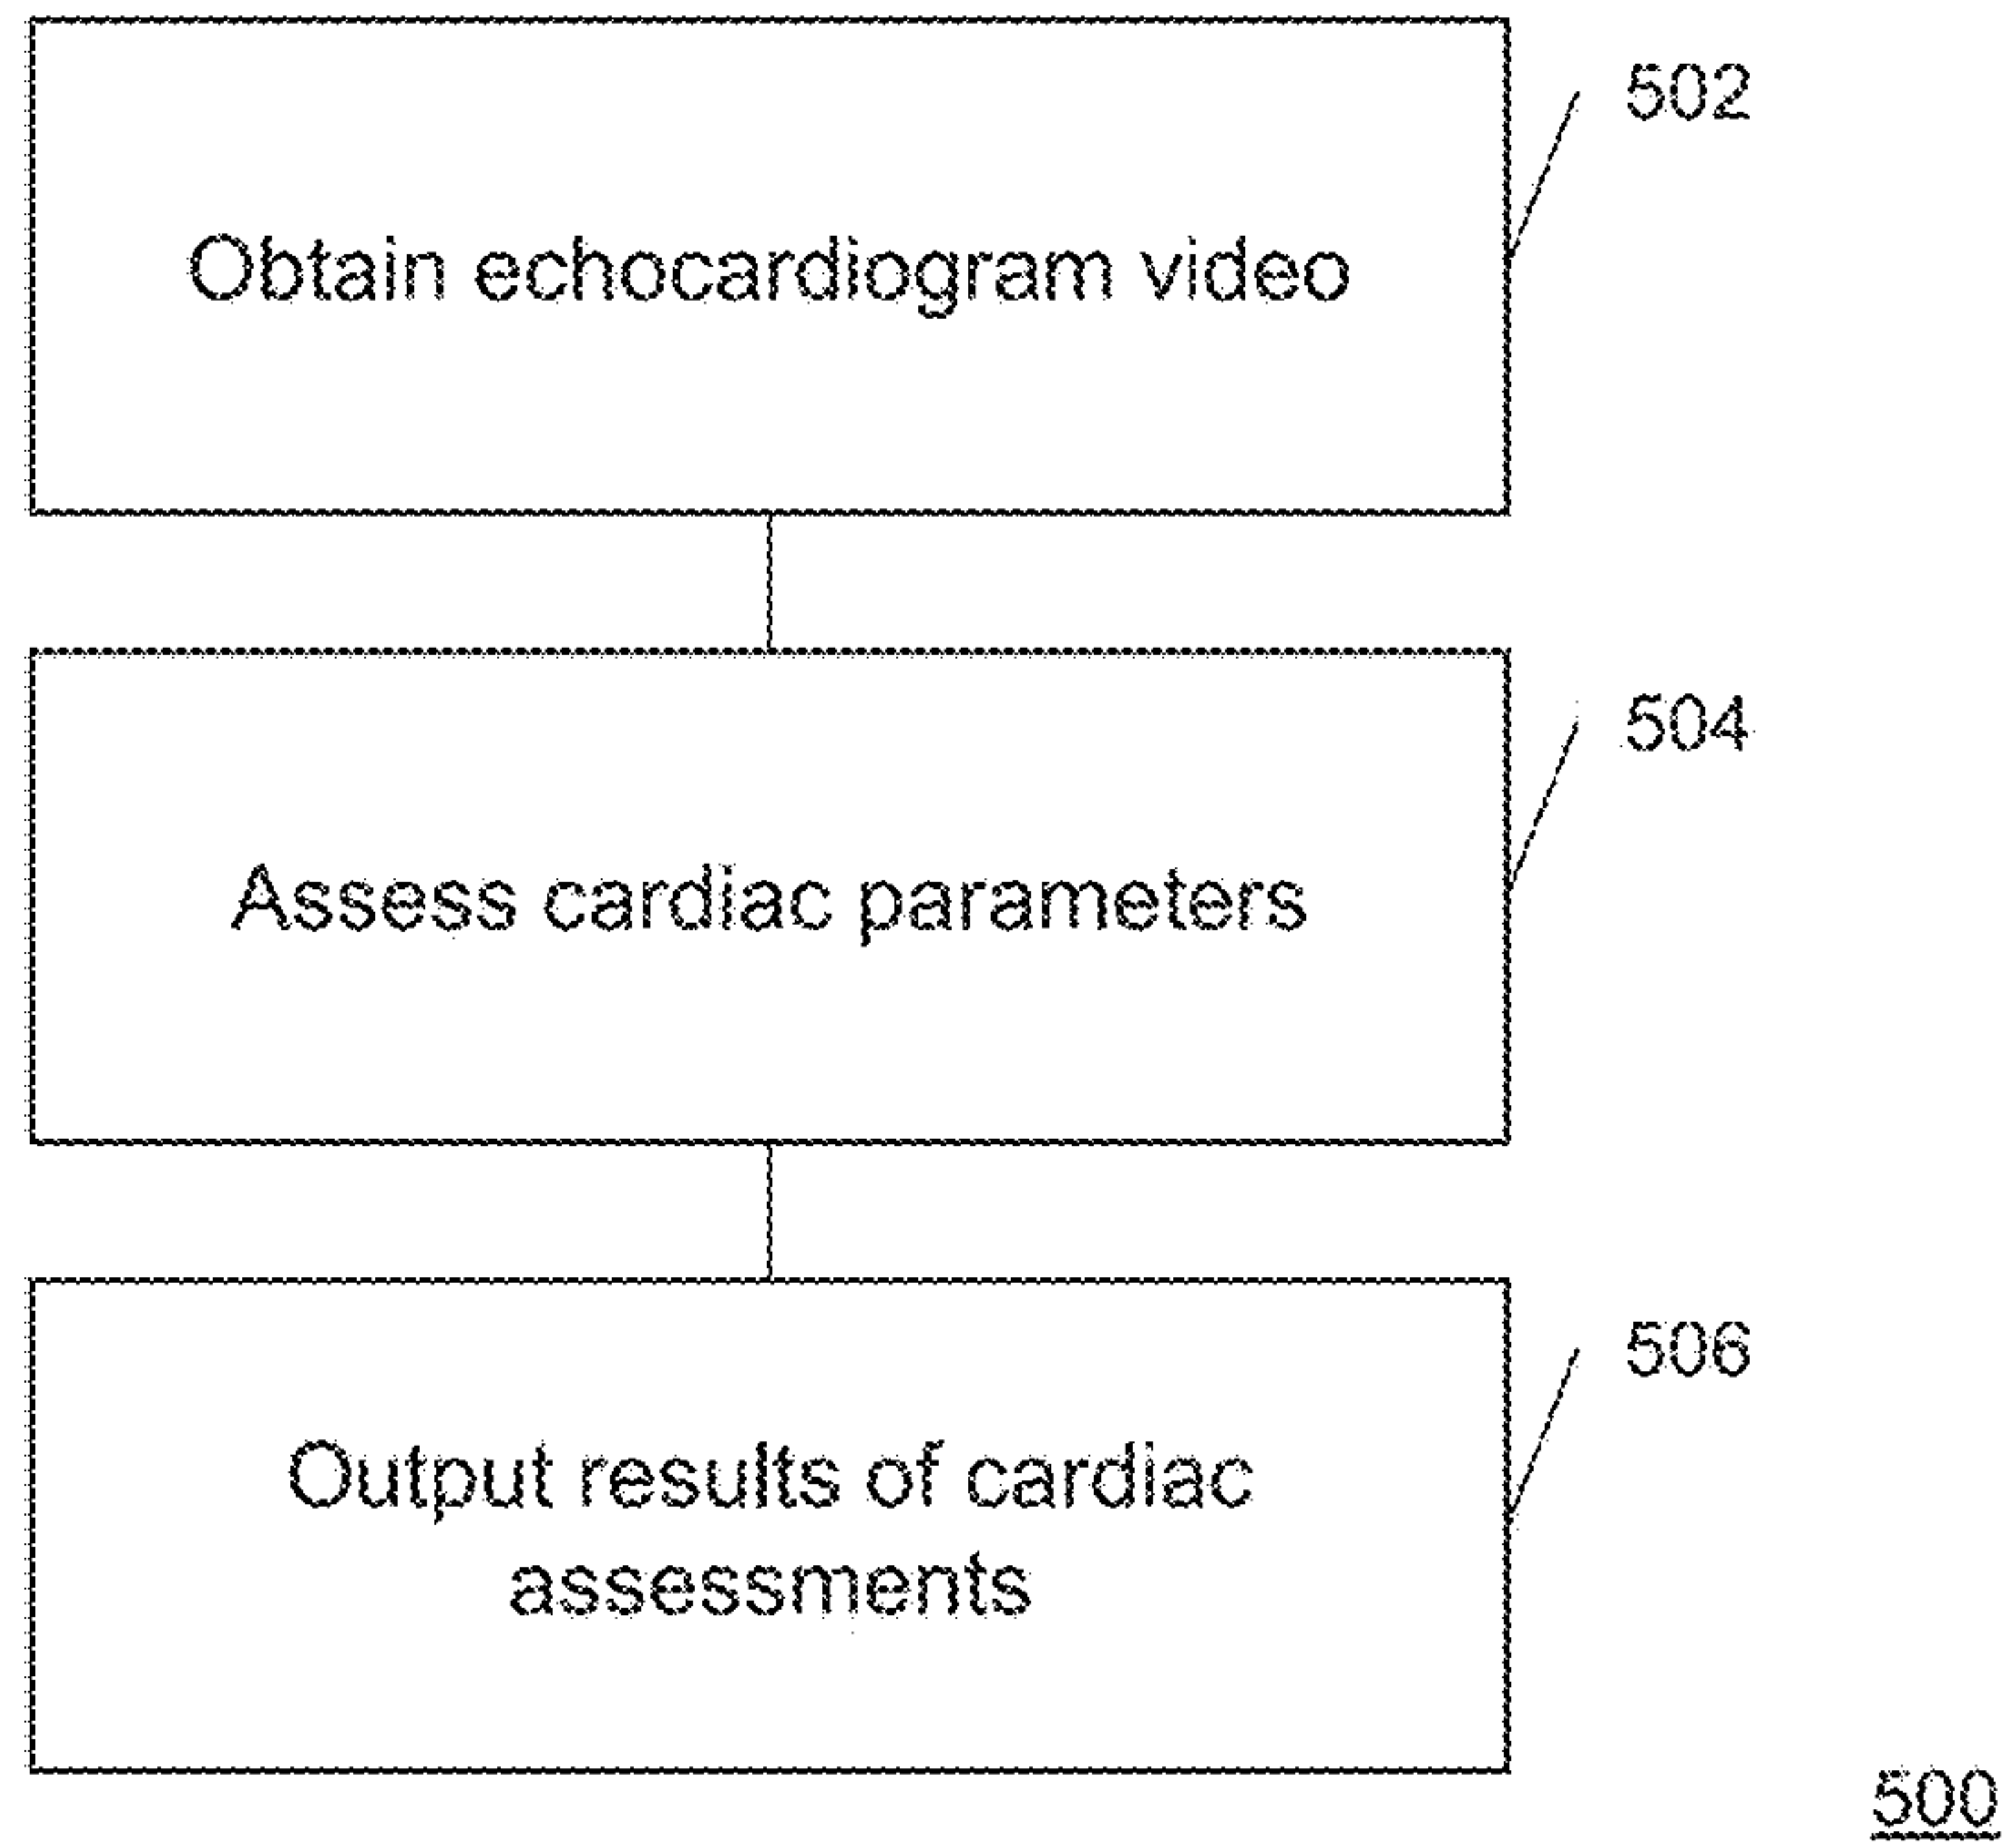 502
Obtain echocardiogram video
504
Assess cardiac parameters
506
Output results of cardiac
assessments
500